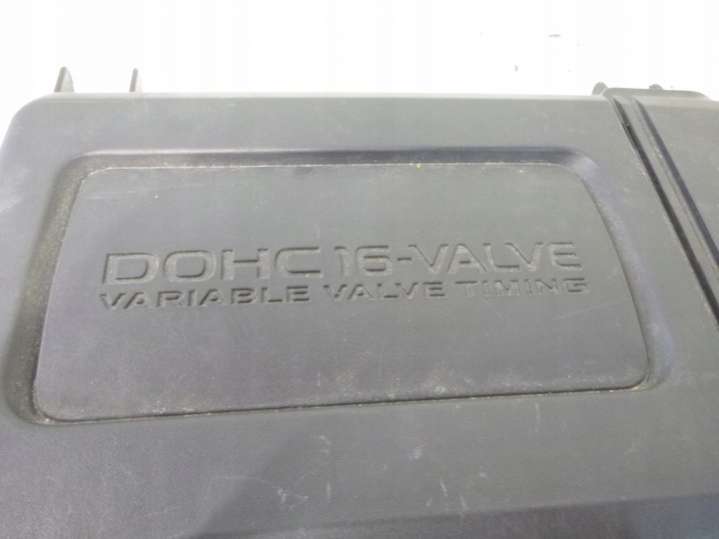 DOHC 16-VALVE
VARIABLE VALVE TIMING